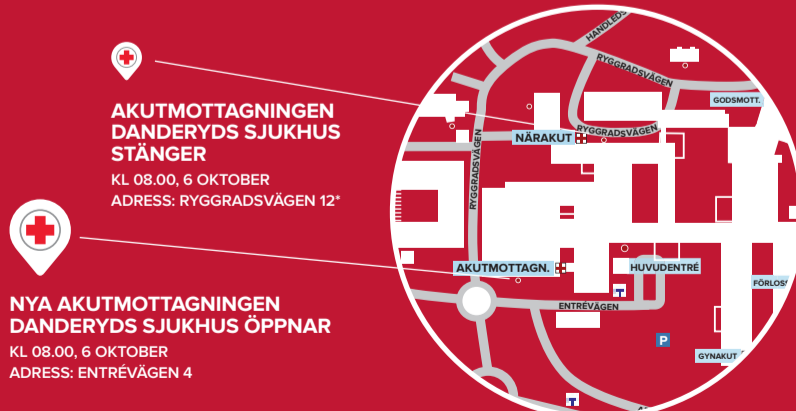 AKUTMOTTAGNINGEN
DANDERYDS SJUKHUS
STÄNGER
KL 08.00, 6 OKTOBER
ADRESS: RYGGRADSVÄGEN 12*
NYA AKUTMOTTAGNINGEN
DANDERYDS SJUKHUS ÖPPNAR
KL 08.00, 6 OKTOBER
ADRESS: ENTRÉVÄGEN 4
RYGGRADSVÄGEN
GODSMOTT.
RYGGRADSVÄGEN
NÄRAKUT
RYGGRADSVÄGEN
AKUTMOTTAGN.
HUVUDENTRÉ
ENTRÉVÄGEN
T
P
GYNAKUT
T